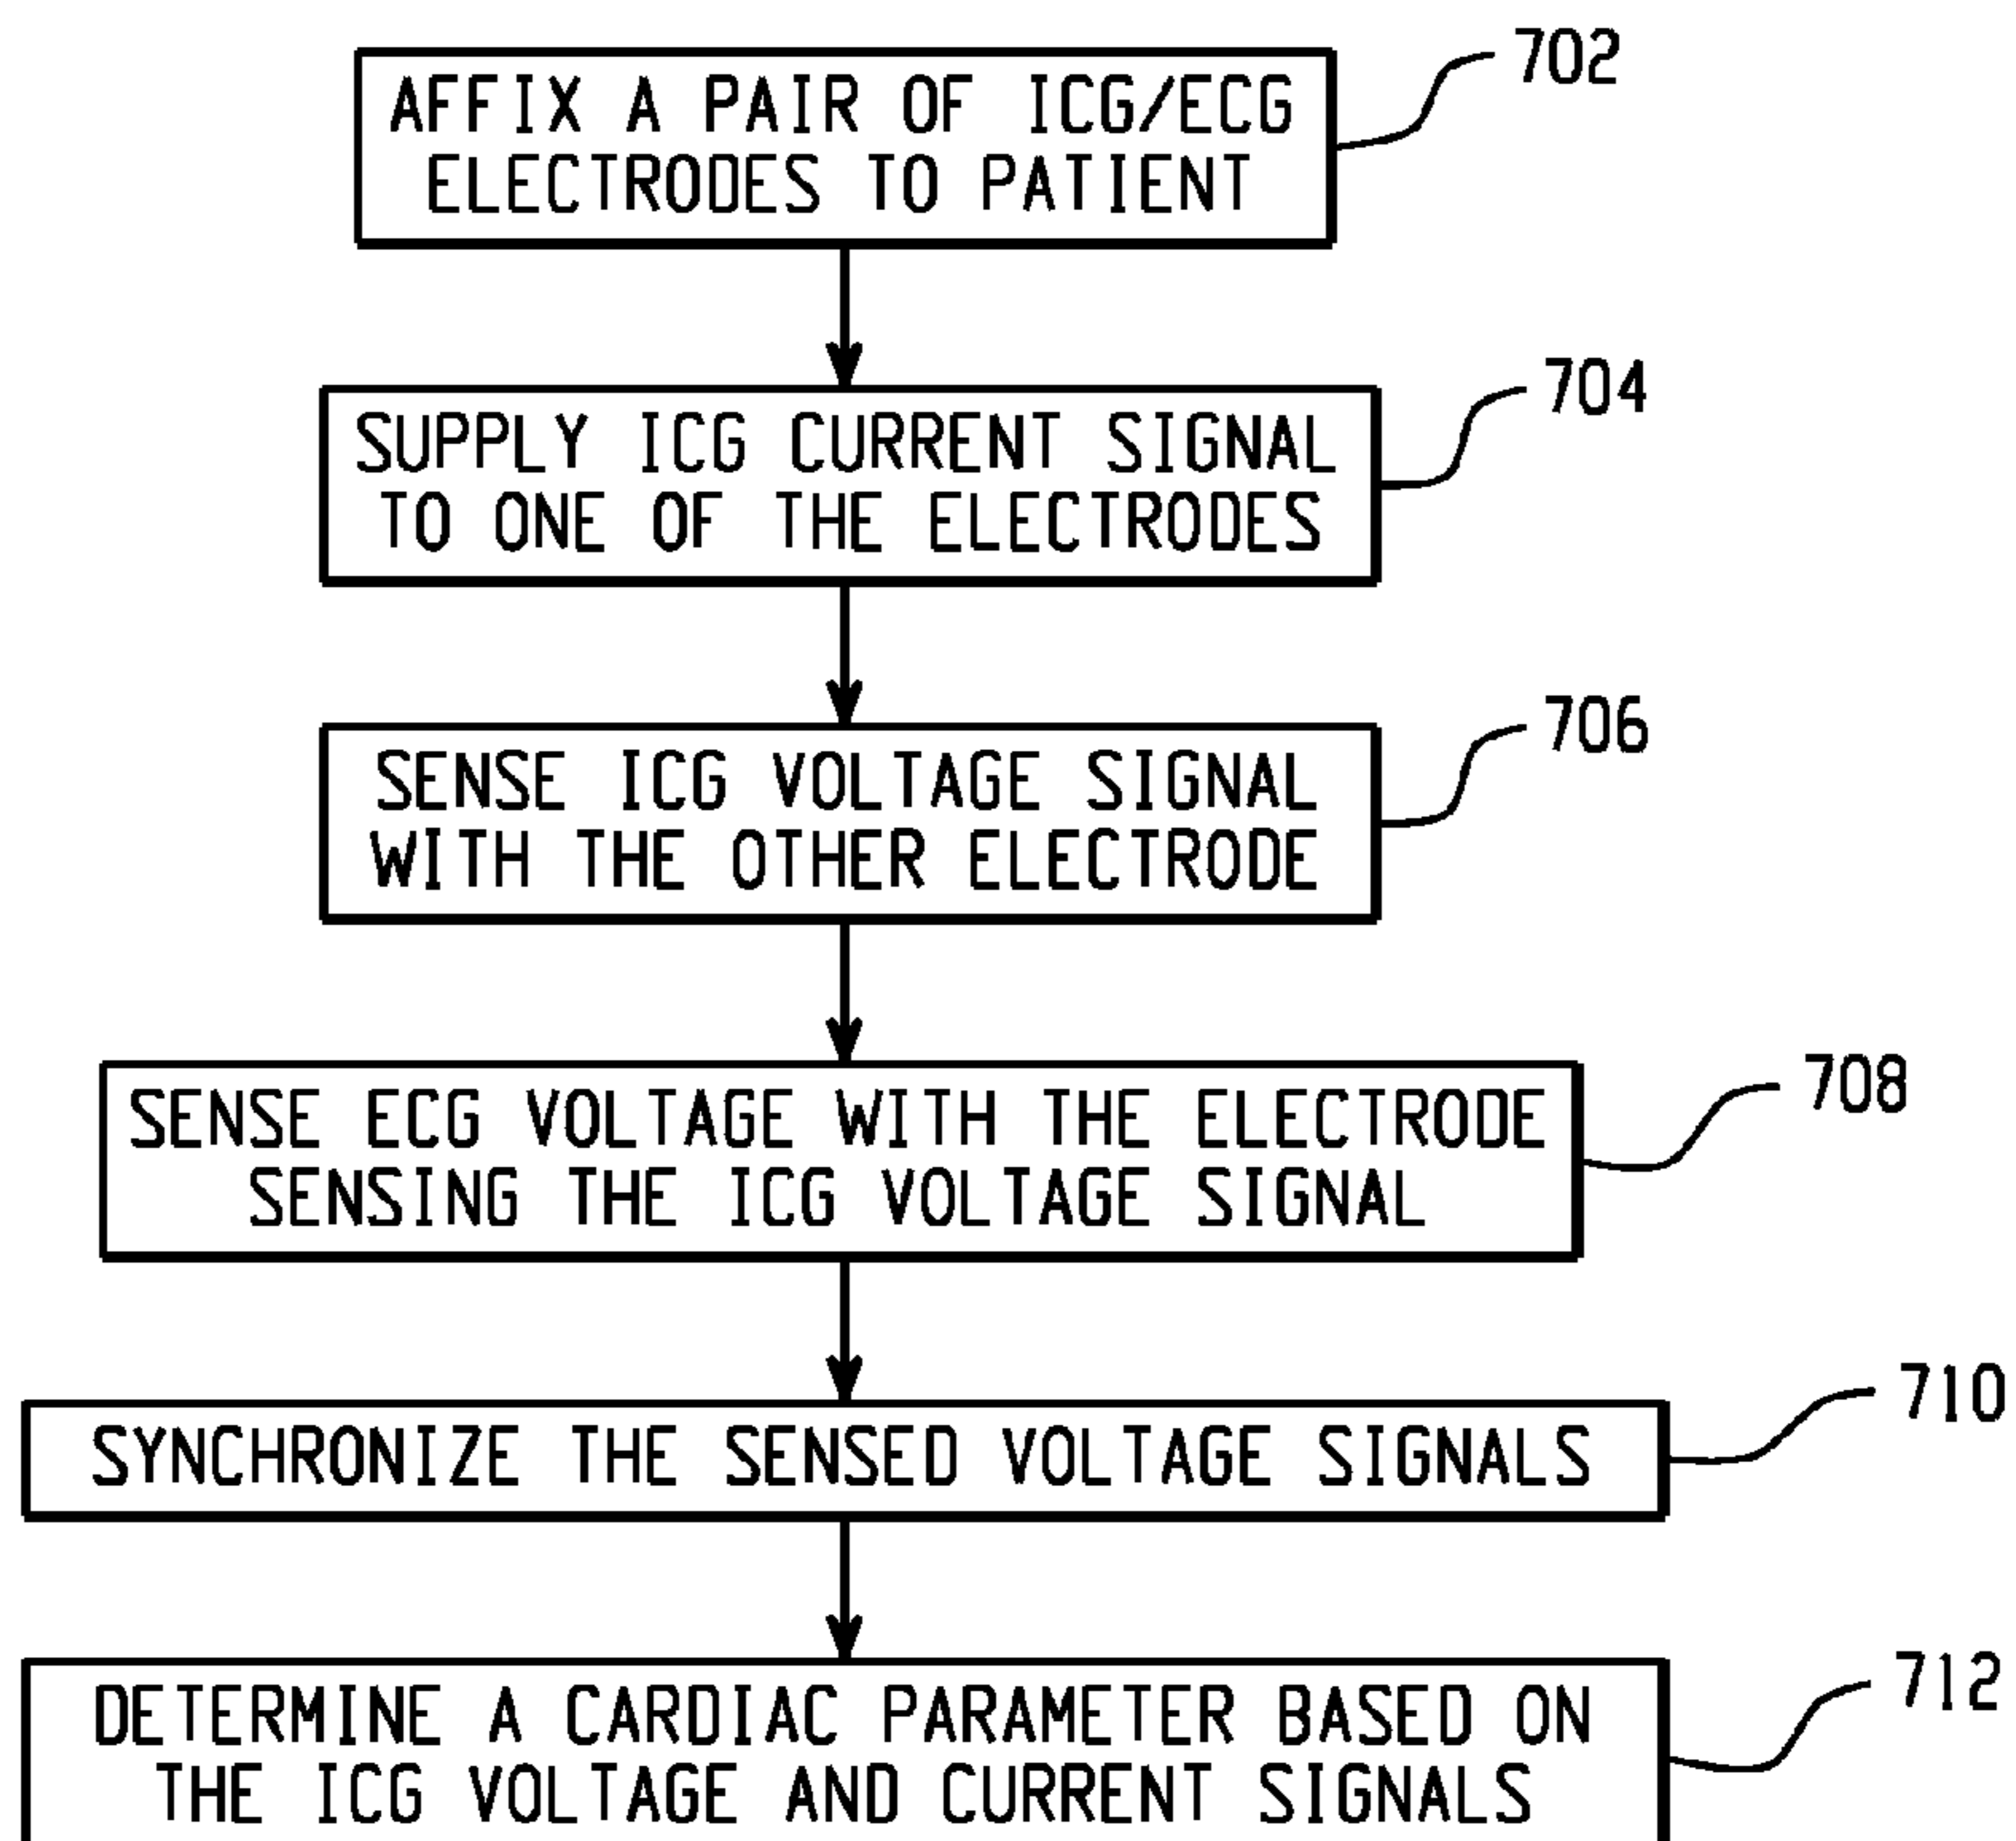 702
AFFIX A PAIR OF ICG/ECG
ELECTRODES TO PATIENT
704
SUPPLY ICG CURRENT SIGNAL
TO ONE OF THE ELECTRODES
706
SENSE ICG VOLTAGE SIGNAL
WITH THE OTHER ELECTRODE
708
SENSE ECG VOLTAGE WITH THE ELECTRODE
SENSING THE ICG VOLTAGE SIGNAL
710
SYNCHRONIZE THE SENSED VOLTAGE SIGNALS
712
DETERMINE A CARDIAC PARAMETER BASED ON
THE ICG VOLTAGE AND CURRENT SIGNALS